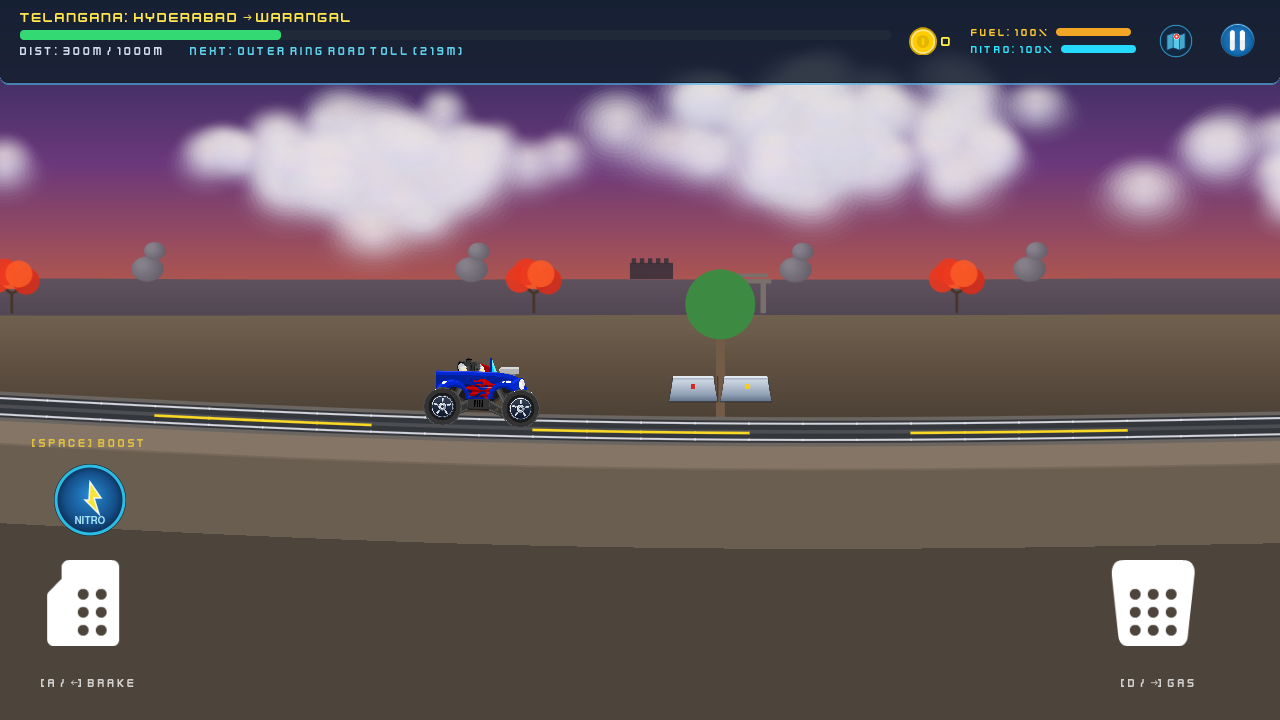 TELANGANA: HYDERABAD → WARANGAL
DIST: 300M / 1000M NEXT: OUTER RING ROAD TOLL (219M)
0
FUEL: 100%
NITRO: 100%
[SPACE] BOOST
NITRO
[A / ←] BRAKE
[D / →] GAS